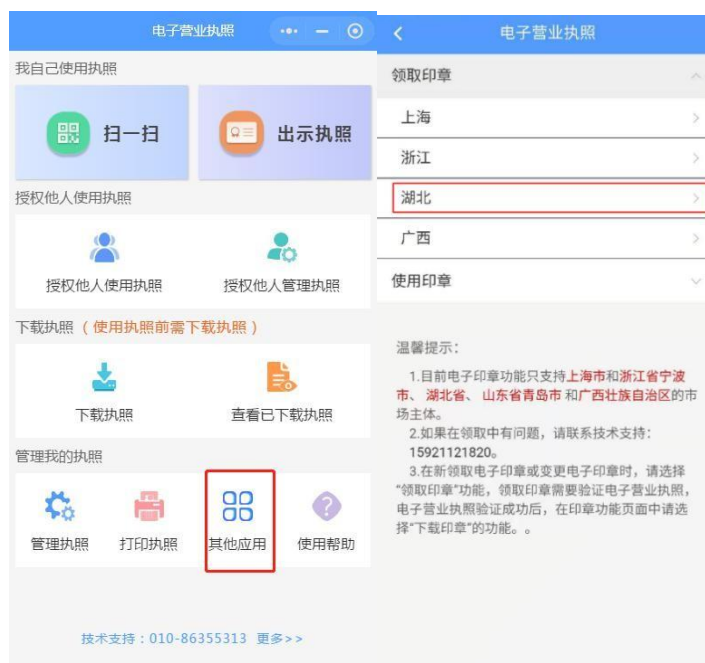 电子营业执照
我自己使用执照
扫一扫
出示执照
授权他人使用执照
授权他人使用执照
授权他人管理执照
下载执照（使用执照前需下载执照）
下载执照
查看已下载执照
管理我的执照
管理执照
打印执照
其他应用
使用帮助
技术支持：010-86355313 更多>>
电子营业执照
领取印章
上海
浙江
湖北
广西
使用印章
温馨提示：
1.目前电子印章功能只支持上海市和浙江省宁波
市、湖北省、山东省青岛市和广西壮族自治区的市
场主体。
2.如果在领取中有问题，请联系技术支持：
15921121820。
3.在新领取电子印章或变更电子印章时，请选择
“领取印章”功能，领取印章需要验证电子营业执照，
电子营业执照验证成功后，在印章功能页面中请选
择“下载印章”的功能。。